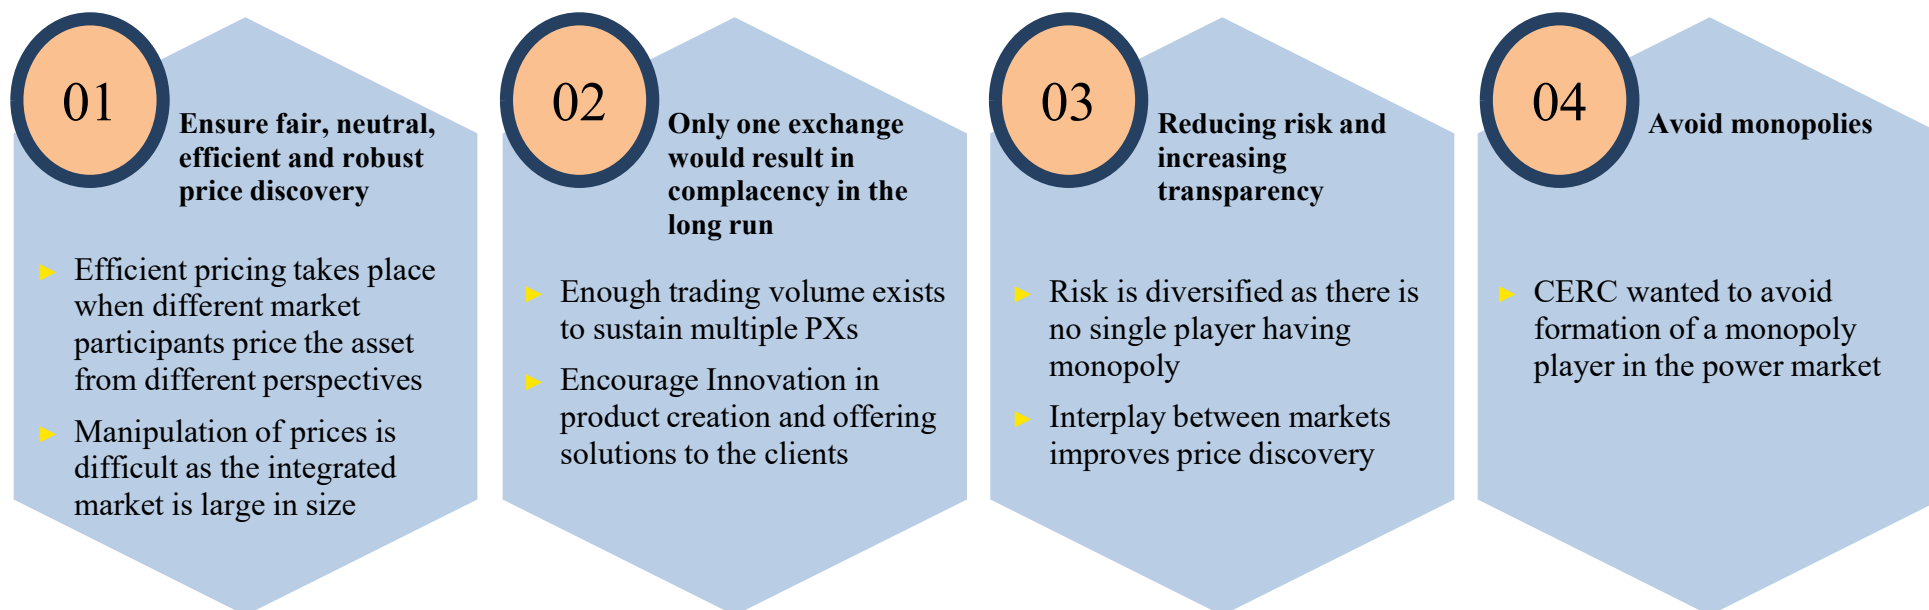 01
Ensure fair, neutral,
efficient and robust
price discovery
► Efficient pricing takes place
when different market
participants price the asset
from different perspectives
► Manipulation of prices is
difficult as the integrated
market is large in size
02
Only one exchange
would result in
complacency in the
long run
► Enough trading volume exists
to sustain multiple PXs
► Encourage Innovation in
product creation and offering
solutions to the clients
03
Reducing risk and
increasing
transparency
► Risk is diversified as there is
no single player having
monopoly
► Interplay between markets
improves price discovery
04
Avoid monopolies
► CERC wanted to avoid
formation of a monopoly
player in the power market